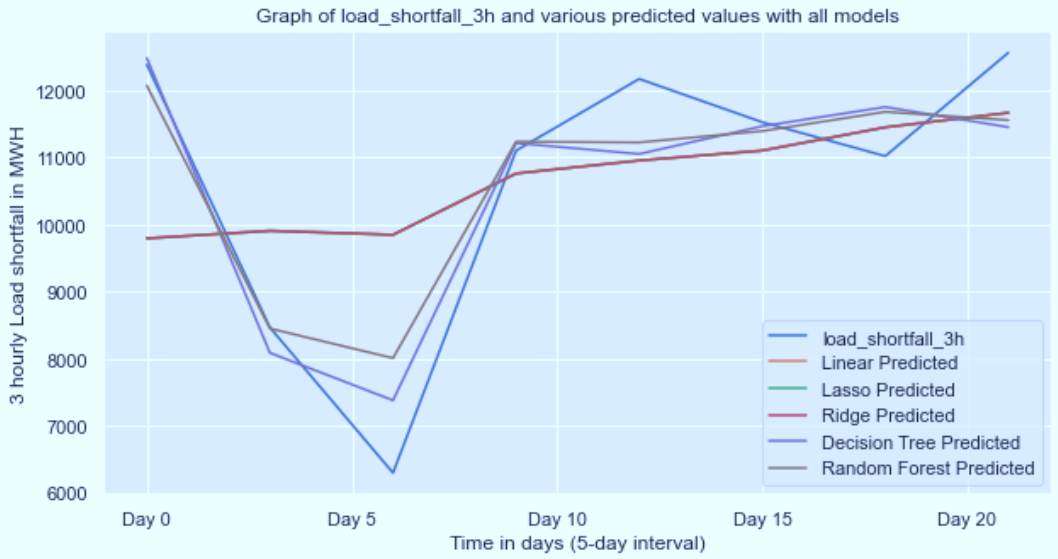 Graph of load_shortfall_3h and various predicted values with all models
3 hourly Load shortfall in MWH
12000
11000
10000
9000
8000
7000
6000
load_shortfall_3h
Linear Predicted
Lasso Predicted
Ridge Predicted
Decision Tree Predicted
Random Forest Predicted
Day 0 Day 5 Day 10 Day 15 Day 20
Time in days (5-day interval)